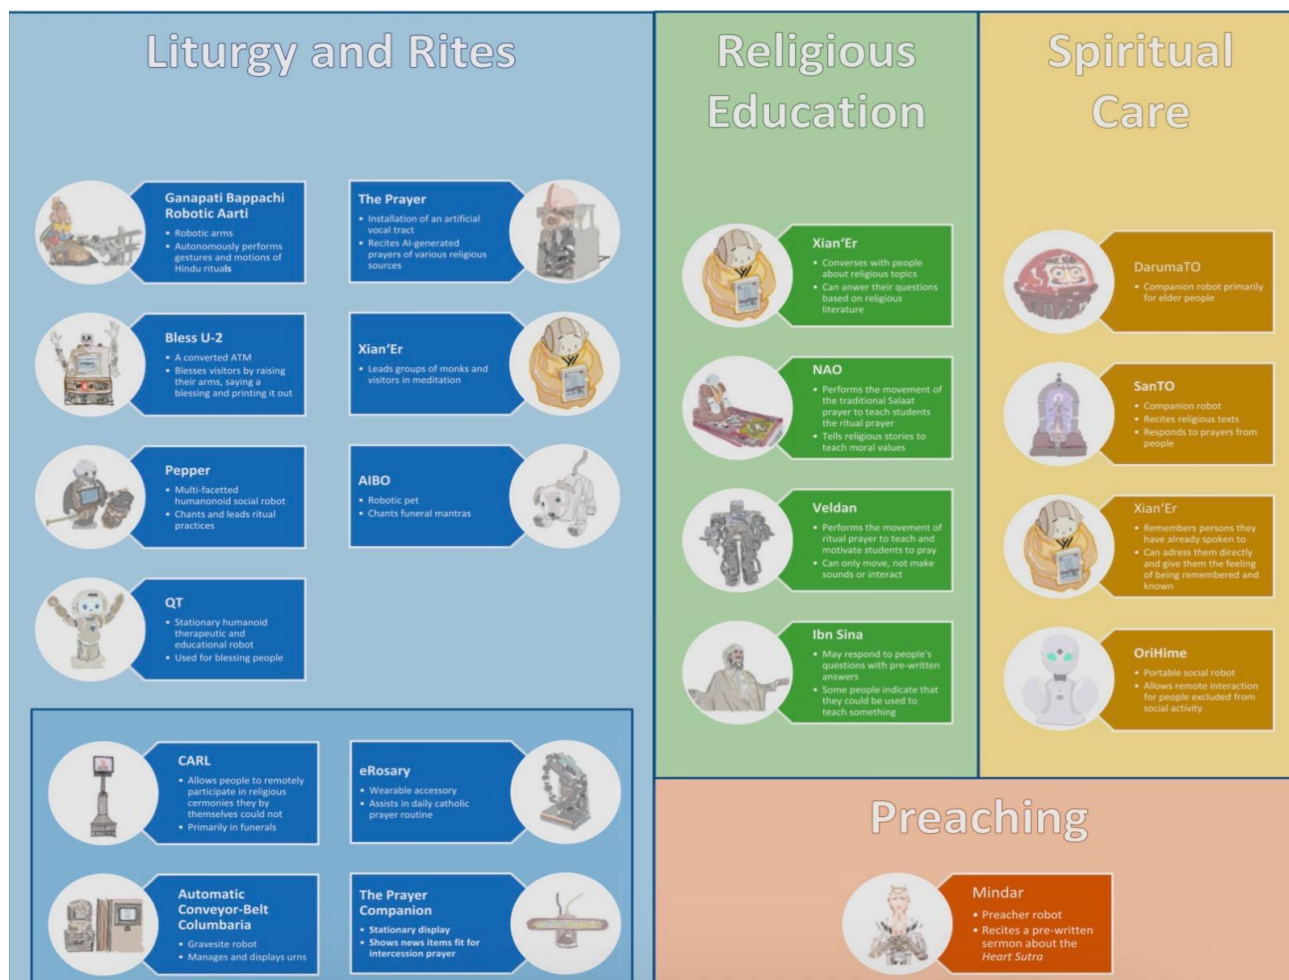 Liturgy and Rites
Ganapati Bappachi
Robotic Aarti
• Robotic arms
• Autonomously performs
gestures and motions of
Hindu rituals
The Prayer
• Installation of an artificial
vocal tract
• Recites AI-generated
prayers of various religious
sources
Bless U-2
• A converted ATM
• Blesses visitors by raising
their arms, saying a
blessing and printing it out
Xian'Er
• Leads groups of monks and
visitors in meditation
Pepper
• Multi-facetted
humanonoid social robot
• Chants and leads ritual
practices
AIBO
• Robotic pet
• Chants funeral mantras
QT
• Stationary humanoid
therapeutic and
educational robot
• Used for blessing people
CARL
• Allows people to remotely
participate in religious
cermonies they by
themselves could not
• Primarily in funerals
eRosary
• Wearable accessory
• Assists in daily catholic
prayer routine
Automatic
Conveyor-Belt
Columbaria
• Gravesite robot
• Manages and displays urns
The Prayer
Companion
• Stationary display
• Shows news items fit for
intercession prayer
Religious
Education
Xian'Er
• Converses with people
about religious topics
• Can anwer their questions
based on religious
literature
NAO
• Performs the movement of
the traditional Salaat
prayer to teach students
the ritual prayer
• Tells religious stories to
teach moral values
Veldan
• Performs the movement of
ritual prayer to teach and
motivate students to pray
• Can only move, not make
sounds or interact
Ibn Sina
• May respond to people's
questions with pre-written
answers
• Some people indicate that
they could be used to
teach something
Spiritual
Care
DarumaTO
• Companion robot primarily
for elder people
SanTO
• Companion robot
• Recites religious texts
• Responds to prayers from
people
Xian'Er
• Remembers persons they
have already spoken to
• Can adress them directly
and give them the feeling
of being remembered and
known
OriHime
• Portable social robot
• Allows remote interaction
for people excluded from
social activity
Preaching
Mindar
• Preacher robot
• Recites a pre-written
sermon about the
Heart Sutra